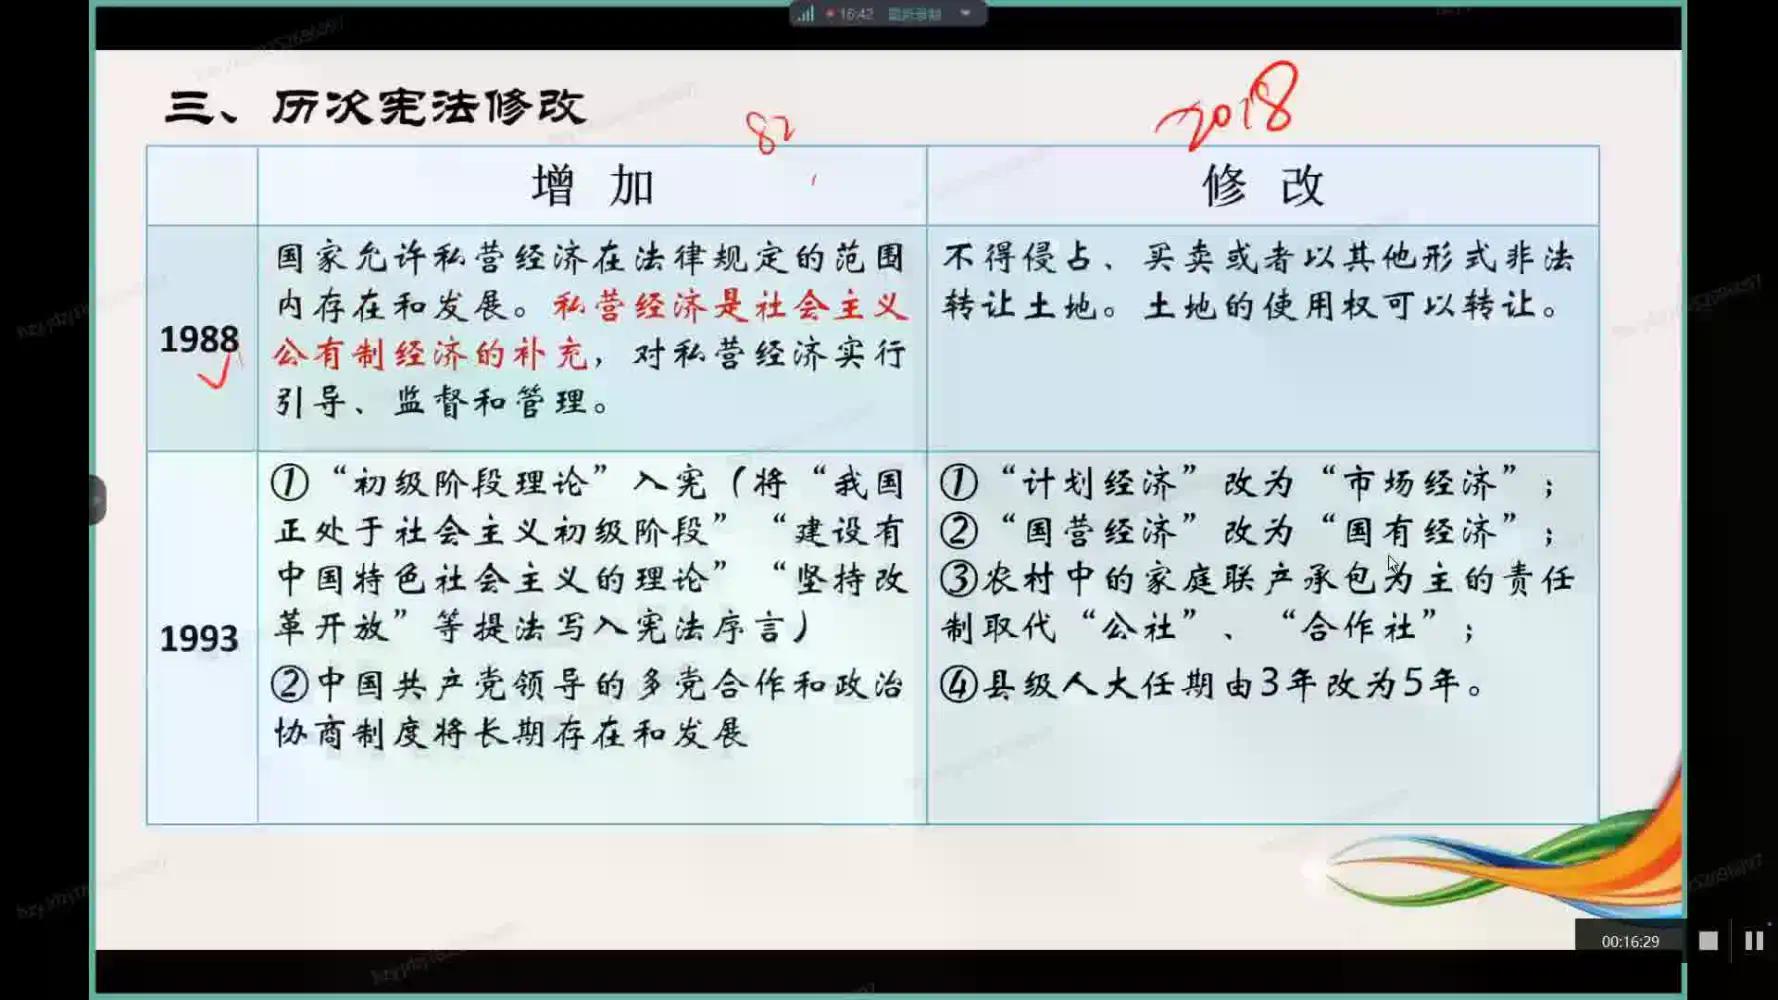 16:42 最新录制
三、历次宪法修改
82
2018
增 加
修 改
1988
国家允许私营经济在法律规定的范围
内存在和发展。私营经济是社会主义
公有制经济的补充，对私营经济实行
引导、监督和管理。
不得侵占、买卖或者以其他形式非法
转让土地。土地的使用权可以转让。
1993
①“初级阶段理论”入宪（将“我国
正处于社会主义初级阶段”“建设有
中国特色社会主义的理论”“坚持改
革开放”等提法写入宪法序言）
②中国共产党领导的多党合作和政治
协商制度将长期存在和发展
①“计划经济”改为“市场经济”；
②“国营经济”改为“国有经济”；
③农村中的家庭联产承包为主的责任
制取代“公社”、“合作社”；
④县级人大任期由3年改为5年。
00:16:29